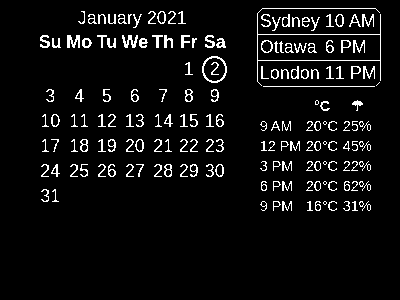 January 2021
Su Mo Tu We Th Fr Sa
1 2
3 4 5 6 7 8 9
10 11 12 13 14 15 16
17 18 19 20 21 22 23
24 25 26 27 28 29 30
31
Sydney 10 AM
Ottawa 6 PM
London 11 PM
°C ☂
9 AM 20°C 25%
12 PM 20°C 45%
3 PM 20°C 22%
6 PM 20°C 62%
9 PM 16°C 31%